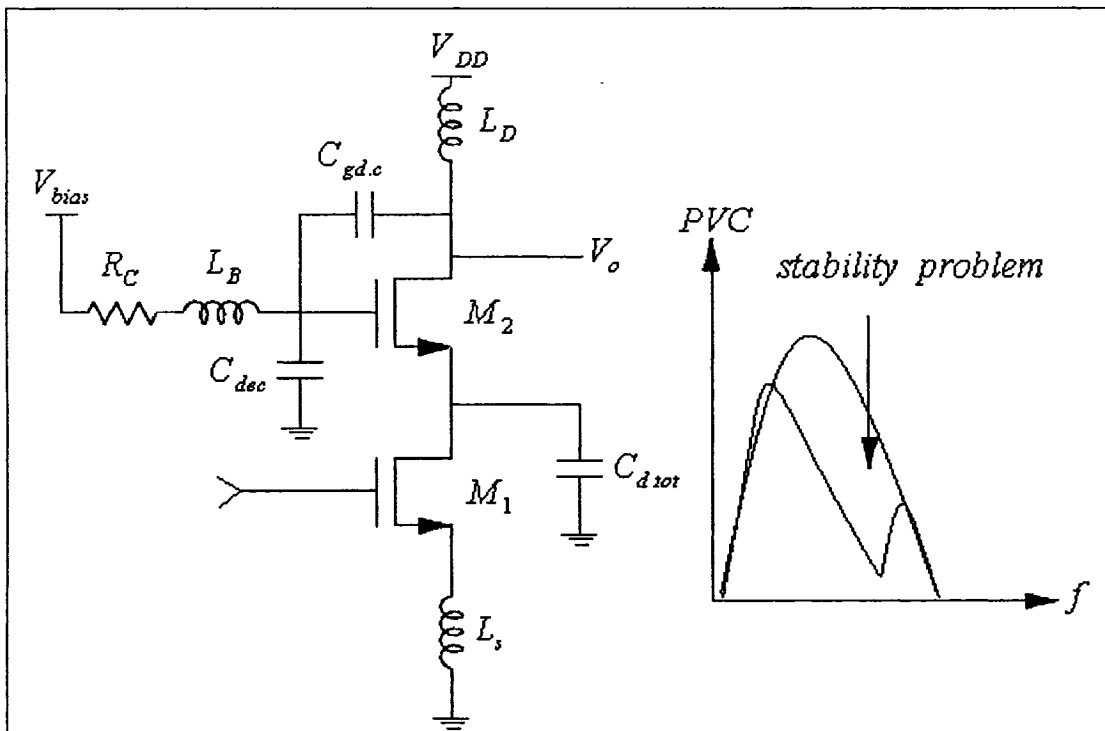 V_DD
L_D
C_gd.c
V_bias
PVC
R_C
L_B
V_o
stability problem
M_2
C_dec
C_d tot
M_1
f
L_s